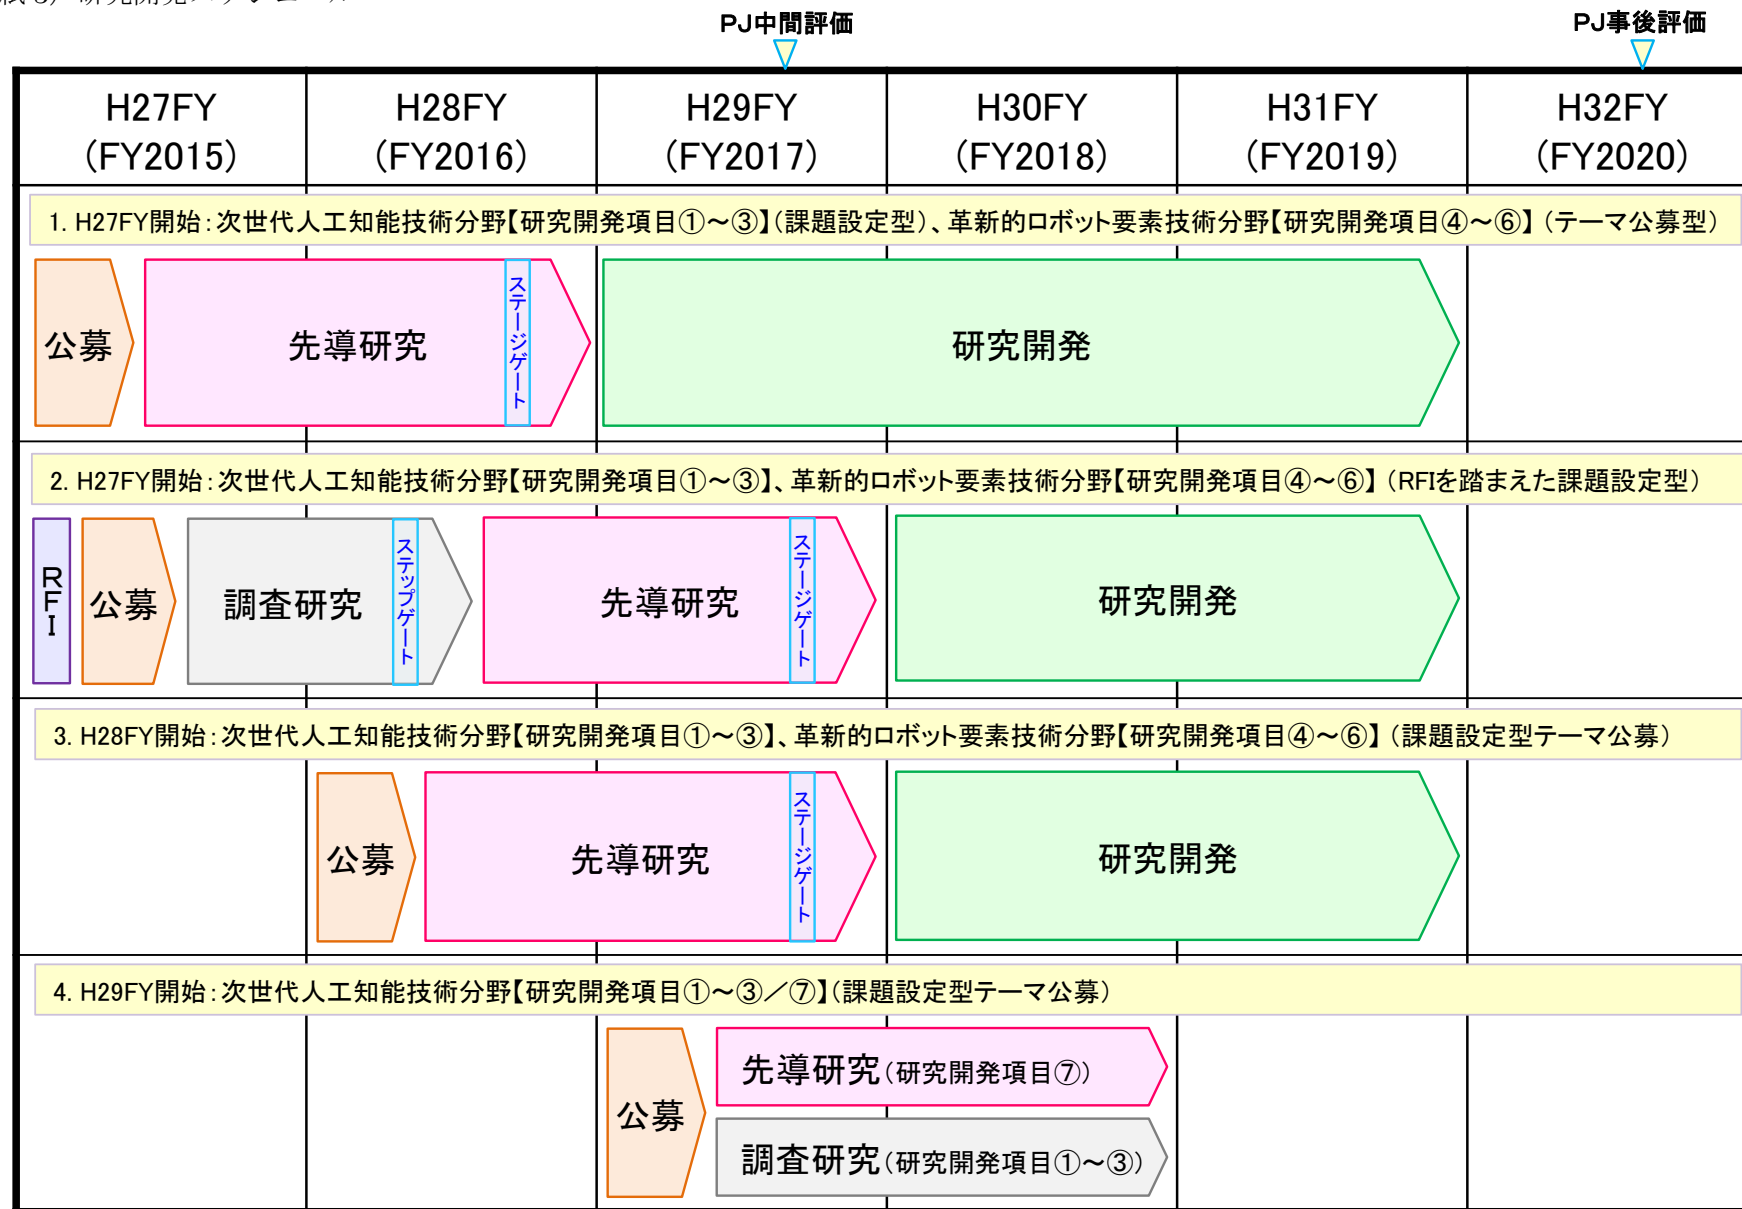 研究開発スケジュール
PJ中間評価
PJ事後評価
H27FY
(FY2015)
H28FY
(FY2016)
H29FY
(FY2017)
H30FY
(FY2018)
H31FY
(FY2019)
H32FY
(FY2020)
1. H27FY開始：次世代人工知能技術分野【研究開発項目①～③】（課題設定型）、革新的ロボット要素技術分野【研究開発項目④～⑥】（テーマ公募型）
公募
先導研究
ステージゲート
研究開発
2. H27FY開始：次世代人工知能技術分野【研究開発項目①～③】、革新的ロボット要素技術分野【研究開発項目④～⑥】（RFIを踏まえた課題設定型）
RFI
公募
調査研究
ステップゲート
先導研究
ステージゲート
研究開発
3. H28FY開始：次世代人工知能技術分野【研究開発項目①～③】、革新的ロボット要素技術分野【研究開発項目④～⑥】（課題設定型テーマ公募）
公募
先導研究
ステージゲート
研究開発
4. H29FY開始：次世代人工知能技術分野【研究開発項目①～③／⑦】（課題設定型テーマ公募）
公募
先導研究（研究開発項目⑦）
調査研究（研究開発項目①～③）